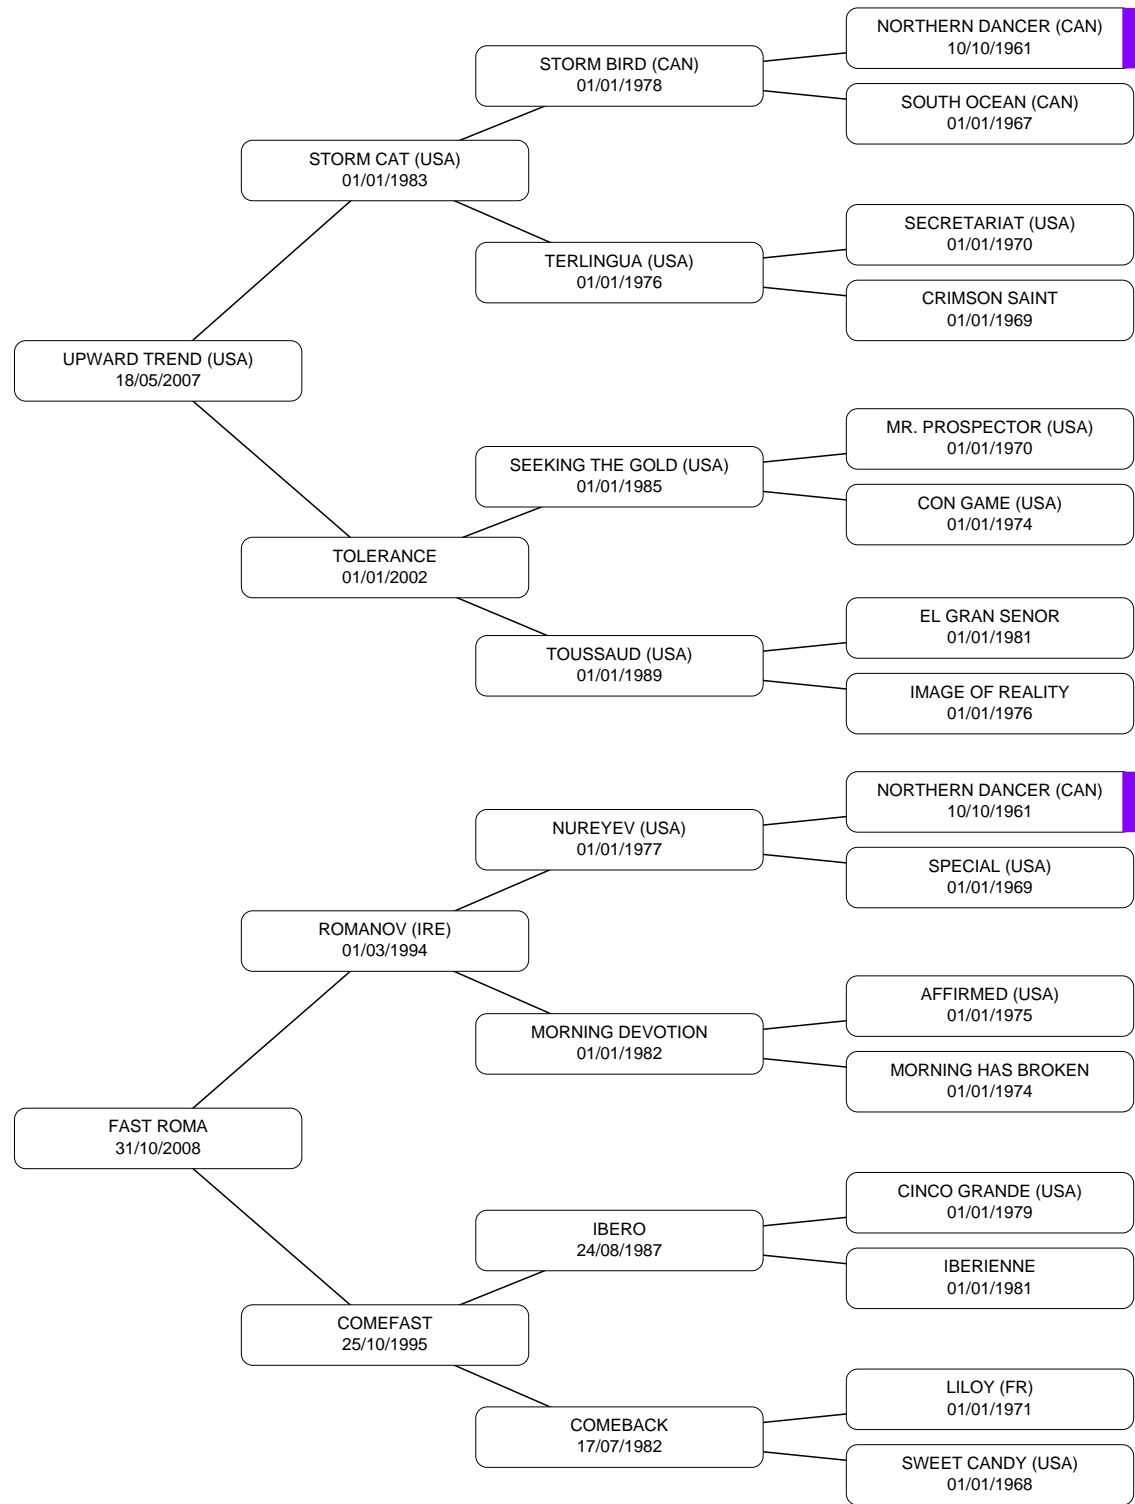 NORTHERN DANCER (CAN)
10/10/1961
STORM BIRD (CAN)
01/01/1978
SOUTH OCEAN (CAN)
01/01/1967
STORM CAT (USA)
01/01/1983
SECRETARIAT (USA)
01/01/1970
TERLINGUA (USA)
01/01/1976
CRIMSON SAINT
01/01/1969
UPWARD TREND (USA)
18/05/2007
MR. PROSPECTOR (USA)
01/01/1970
SEEKING THE GOLD (USA)
01/01/1985
CON GAME (USA)
01/01/1974
TOLERANCE
01/01/2002
EL GRAN SENOR
01/01/1981
TOUSSAUD (USA)
01/01/1989
IMAGE OF REALITY
01/01/1976
NORTHERN DANCER (CAN)
10/10/1961
NUREYEV (USA)
01/01/1977
SPECIAL (USA)
01/01/1969
ROMANOV (IRE)
01/03/1994
AFFIRMED (USA)
01/01/1975
MORNING DEVOTION
01/01/1982
MORNING HAS BROKEN
01/01/1974
FAST ROMA
31/10/2008
CINCO GRANDE (USA)
01/01/1979
IBERO
24/08/1987
IBERIENNE
01/01/1981
COMEFAST
25/10/1995
LILOY (FR)
01/01/1971
COMEBACK
17/07/1982
SWEET CANDY (USA)
01/01/1968